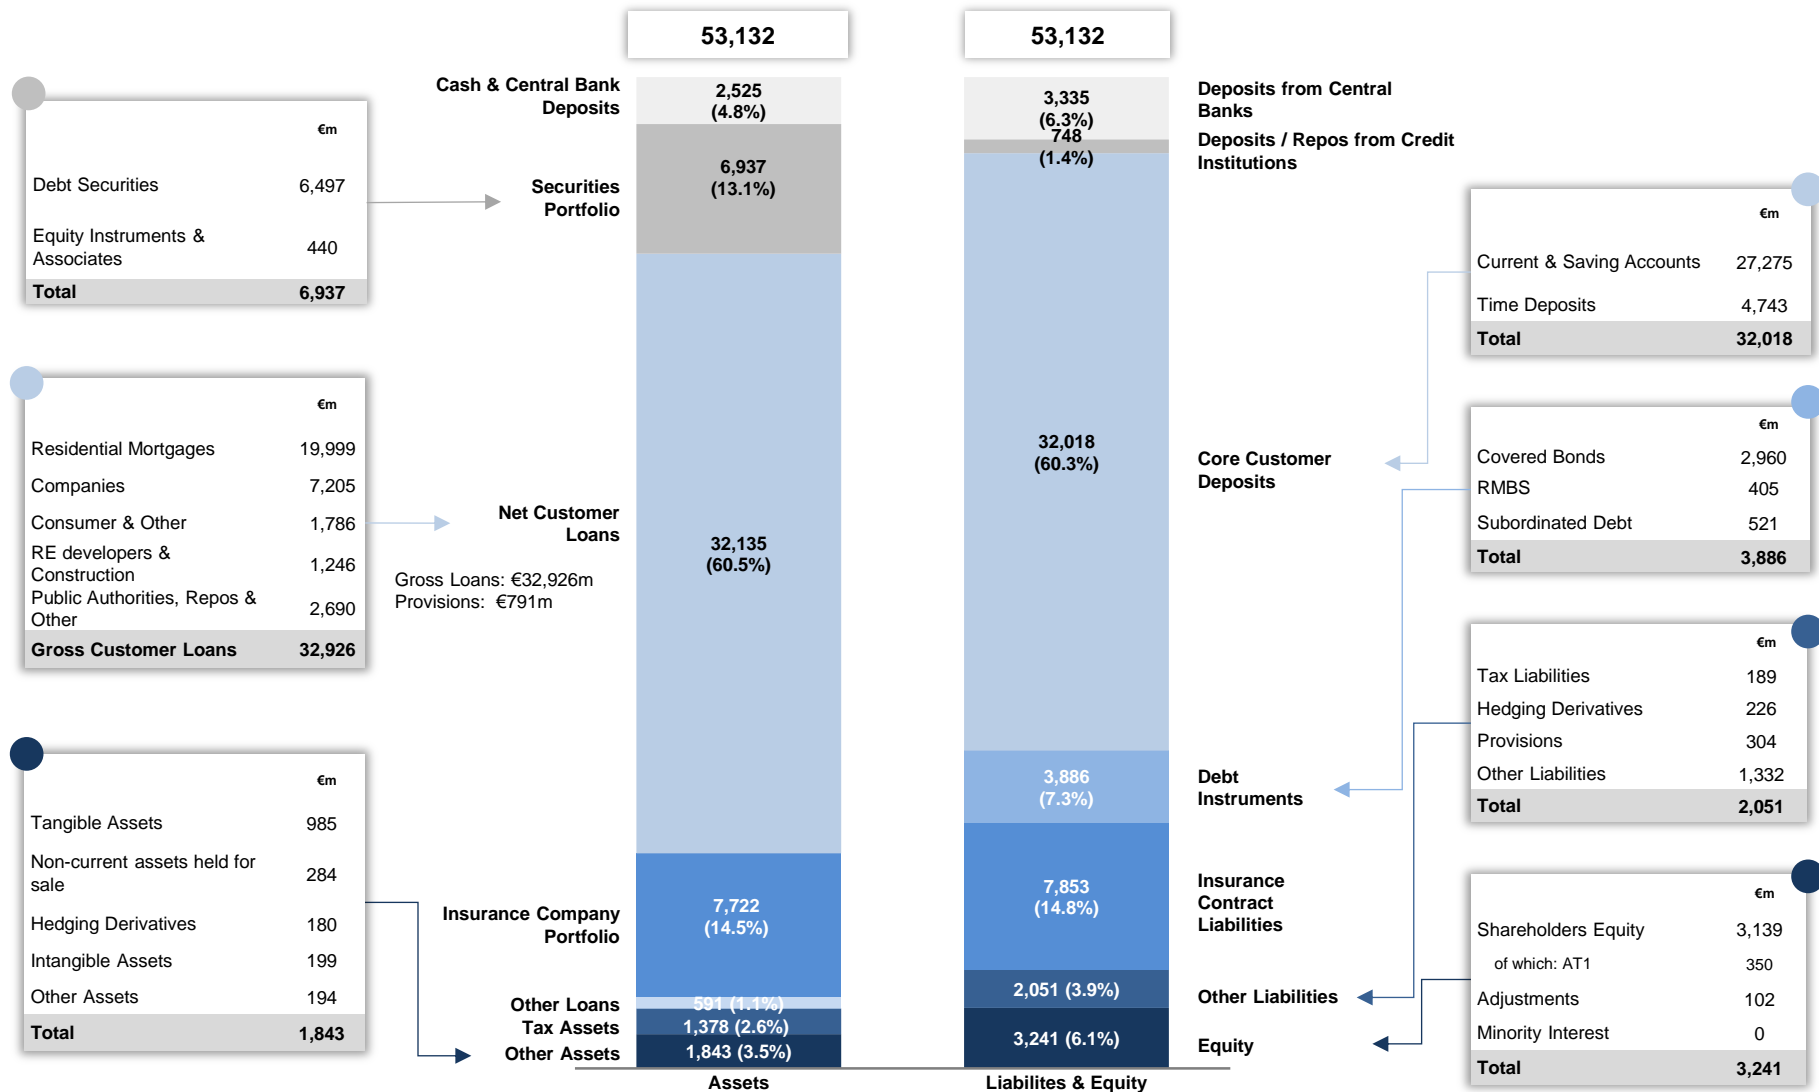 53,132
53,132
Cash & Central Bank
Deposits
2,525
(4.8%)
3,335
(6.3%)
Deposits from Central
Banks
748
(1.4%)
Deposits / Repos from Credit
Institutions
€m
Debt Securities 6,497
Equity Instruments &
Associates 440
Total 6,937
Securities
Portfolio
6,937
(13.1%)
€m
Current & Saving Accounts 27,275
Time Deposits 4,743
Total 32,018
€m
Residential Mortgages 19,999
Companies 7,205
Consumer & Other 1,786
RE developers &
Construction 1,246
Public Authorities, Repos &
Other 2,690
Gross Customer Loans 32,926
Net Customer
Loans
Gross Loans: €32,926m
Provisions: €791m
32,135
(60.5%)
32,018
(60.3%)
Core Customer
Deposits
€m
Covered Bonds 2,960
RMBS 405
Subordinated Debt 521
Total 3,886
3,886
(7.3%)
Debt
Instruments
€m
Tax Liabilities 189
Hedging Derivatives 226
Provisions 304
Other Liabilities 1,332
Total 2,051
€m
Tangible Assets 985
Non-current assets held for
sale 284
Hedging Derivatives 180
Intangible Assets 199
Other Assets 194
Total 1,843
Insurance Company
Portfolio
7,722
(14.5%)
7,853
(14.8%)
Insurance
Contract
Liabilities
€m
Shareholders Equity 3,139
of which: AT1 350
Adjustments 102
Minority Interest 0
Total 3,241
Other Loans 591 (1.1%)
Tax Assets 1,378 (2.6%)
Other Assets 1,843 (3.5%)
2,051 (3.9%) Other Liabilities
3,241 (6.1%) Equity
Assets
Liabilites & Equity